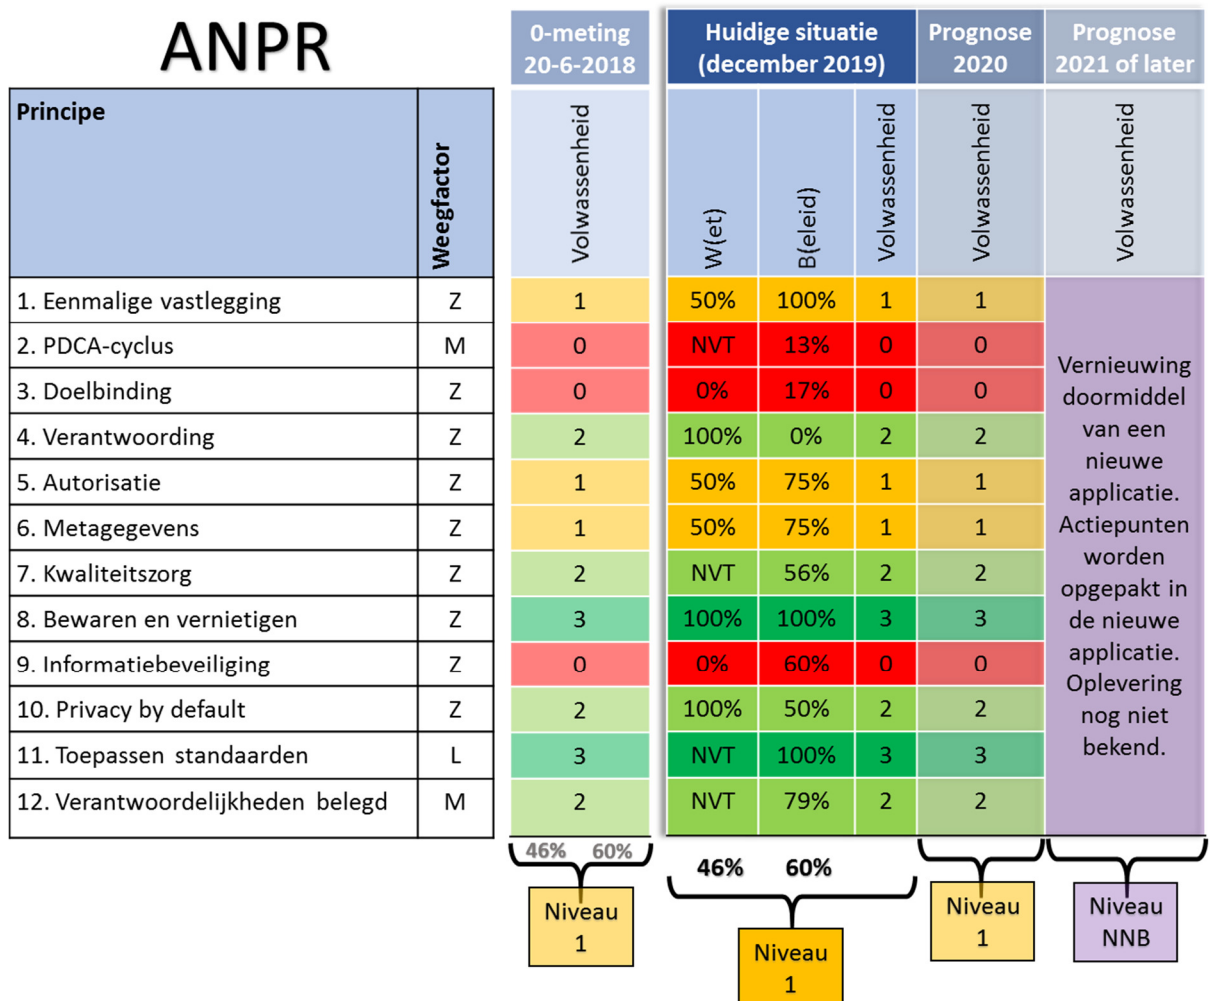 ANPR
0-meting
20-6-2018
Huidige situatie
(december 2019)
Prognose
2020
Prognose
2021 of later
Principe
Weegfactor
Volwassenheid
W(et)
B(eleid)
Volwassenheid
Volwassenheid
Volwassenheid
1. Eenmalige vastlegging Z 1 50% 100% 1 1
2. PDCA-cyclus M 0 NVT 13% 0 0
3. Doelbinding Z 0 0% 17% 0 0
4. Verantwoording Z 2 100% 0% 2 2
5. Autorisatie Z 1 50% 75% 1 1
6. Metagegevens Z 1 50% 75% 1 1
7. Kwaliteitszorg Z 2 NVT 56% 2 2
8. Bewaren en vernietigen Z 3 100% 100% 3 3
9. Informatiebeveiliging Z 0 0% 60% 0 0
10. Privacy by default Z 2 100% 50% 2 2
11. Toepassen standaarden L 3 NVT 100% 3 3
12. Verantwoordelijkheden belegd M 2 NVT 79% 2 2
Vernieuwing
doormiddel
van een
nieuwe
applicatie.
Actiepunten
worden
opgepakt in
de nieuwe
applicatie.
Oplevering
nog niet
bekend.
46% 60%
46% 60%
Niveau
1
Niveau
1
Niveau
1
Niveau
NNB